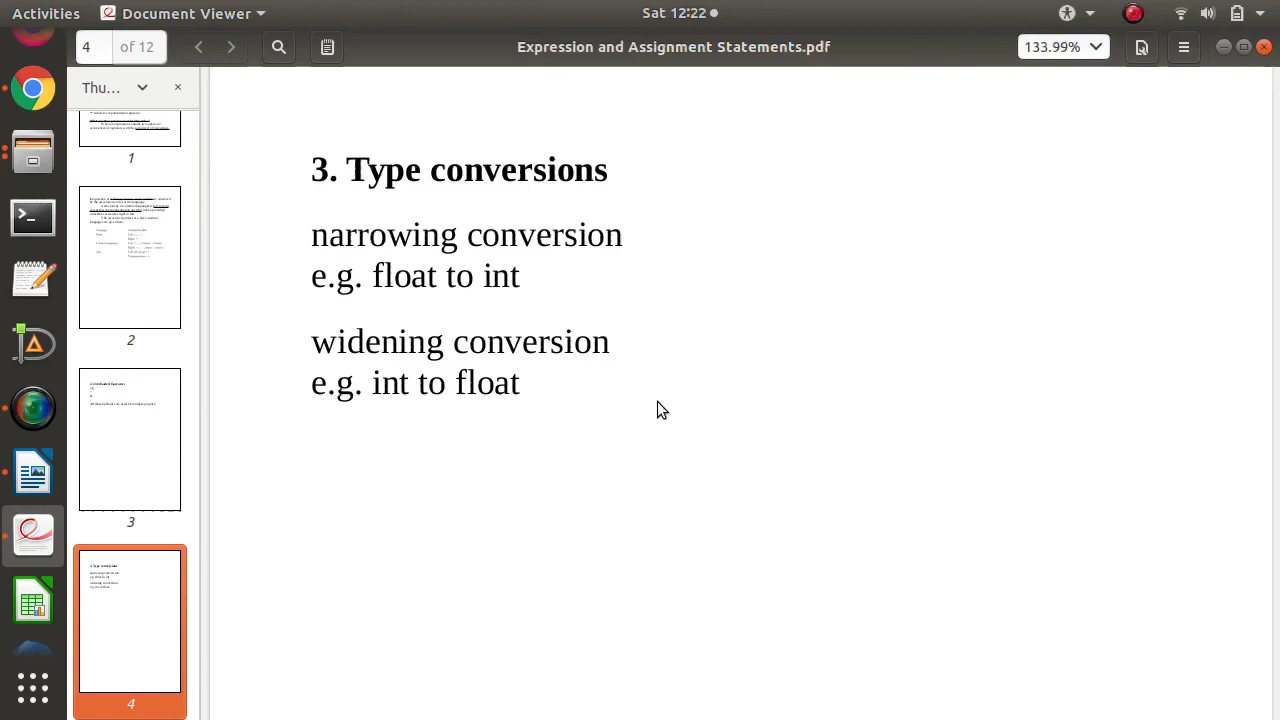 Activities
Document Viewer
Sat 12:22
4
of 12
Expression and Assignment Statements.pdf
133.99%
Thu...
1
2
3
4
3. Type conversions
narrowing conversion
e.g. float to int
widening conversion
e.g. int to float